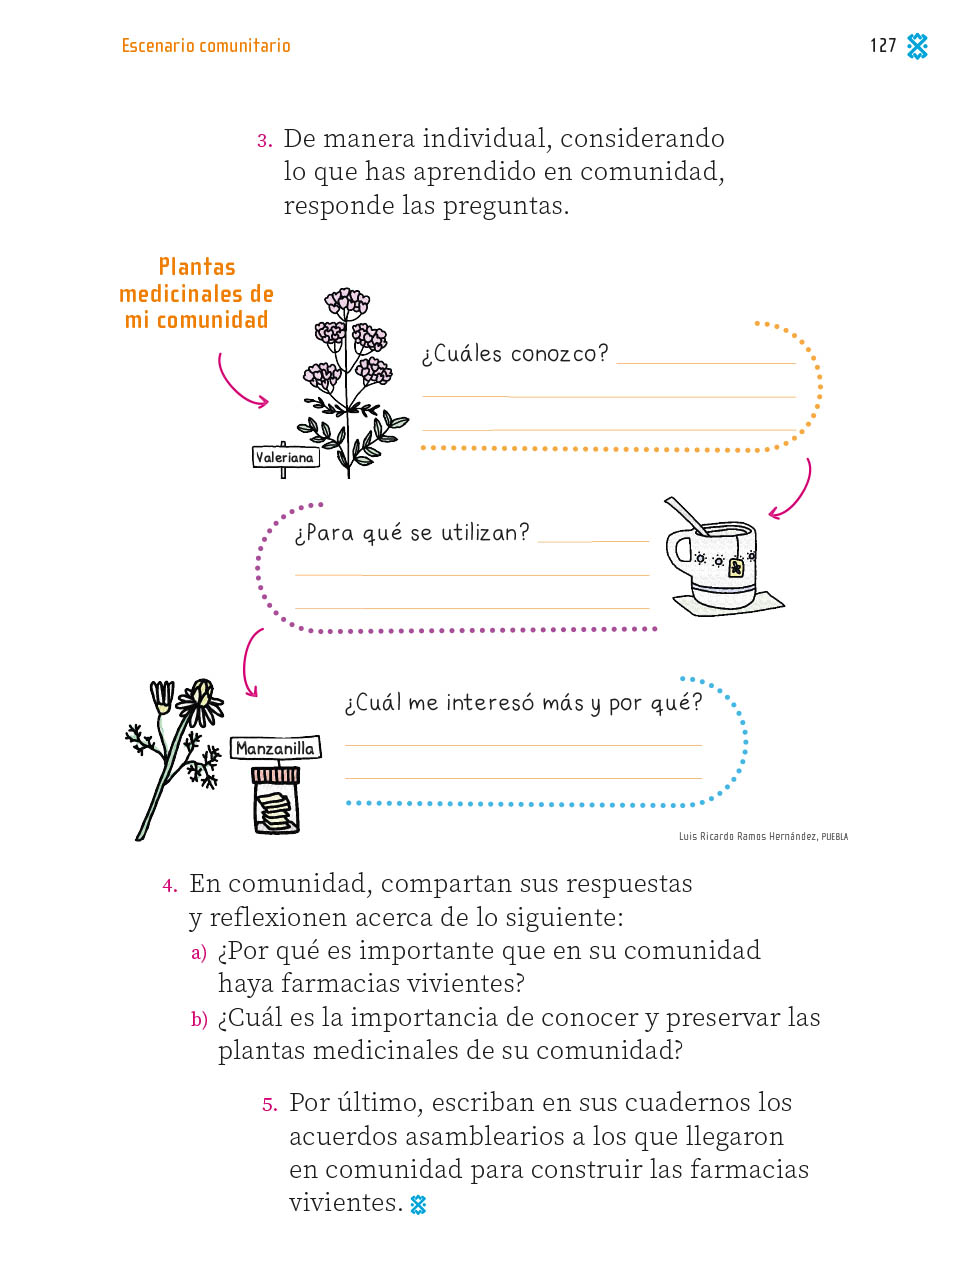 Escenario comunitario
127
3. De manera individual, considerando
lo que has aprendido en comunidad,
responde las preguntas.
Plantas
medicinales de
mi comunidad
¿Cuáles conozco?
Valeriana
¿Para qué se utilizan?
¿Cuál me interesó más y por qué?
Manzanilla
Luis Ricardo Ramos Hernández, PUEBLA
4. En comunidad, compartan sus respuestas
y reflexionen acerca de lo siguiente:
a) ¿Por qué es importante que en su comunidad
haya farmacias vivientes?
b) ¿Cuál es la importancia de conocer y preservar las
plantas medicinales de su comunidad?
5. Por último, escriban en sus cuadernos los
acuerdos asamblearios a los que llegaron
en comunidad para construir las farmacias
vivientes.